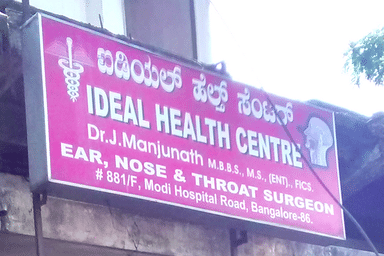 ಐಡಿಯಲ್ ಹೆಲ್ತ್ ಸೆಂಟರ್
IDEAL HEALTH CENTRE
Dr.J.Manjunath M.B.B.S., M.S., (ENT)., FICS.
EAR, NOSE & THROAT SURGEON
# 881/F, Modi Hospital Road, Bangalore-86.